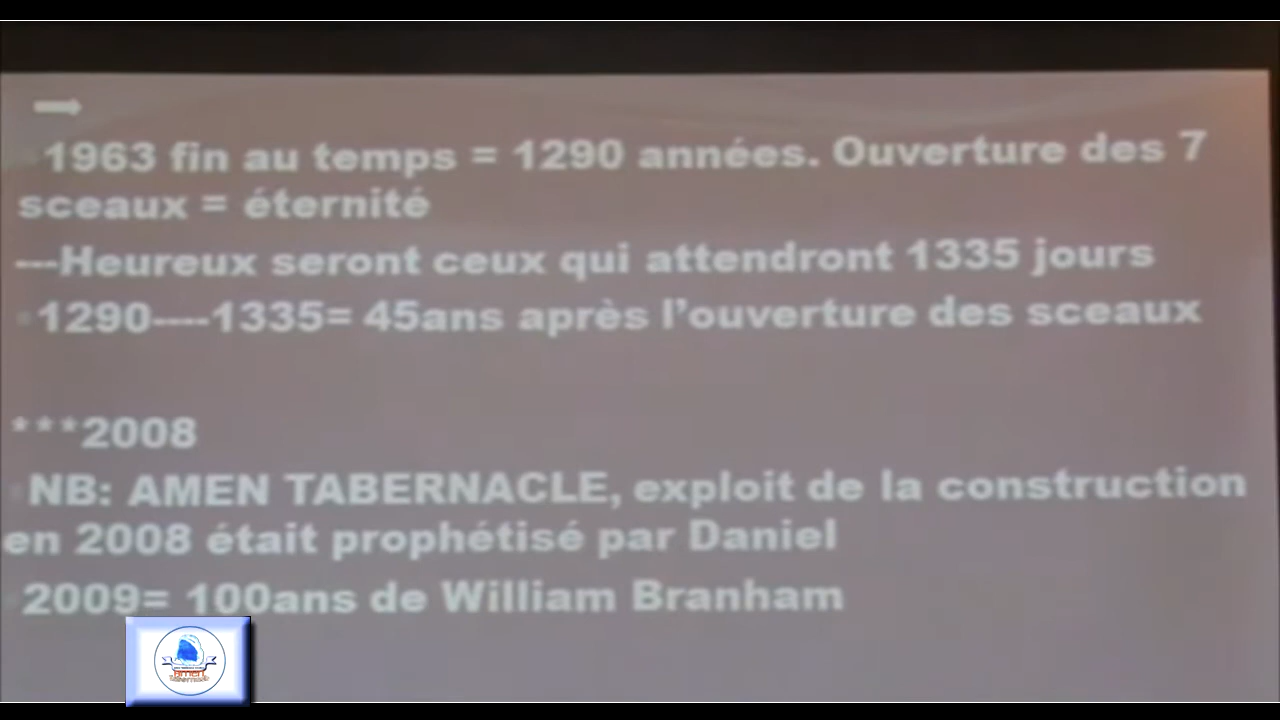 1963 fin au temps = 1290 années. Ouverture des 7
sceaux = éternité
---Heureux seront ceux qui attendront 1335 jours
1290----1335= 45ans après l’ouverture des sceaux
***2008
NB: AMEN TABERNACLE, exploit de la construction
en 2008 était prophétisé par Daniel
2009= 100ans de William Branham
AMEN